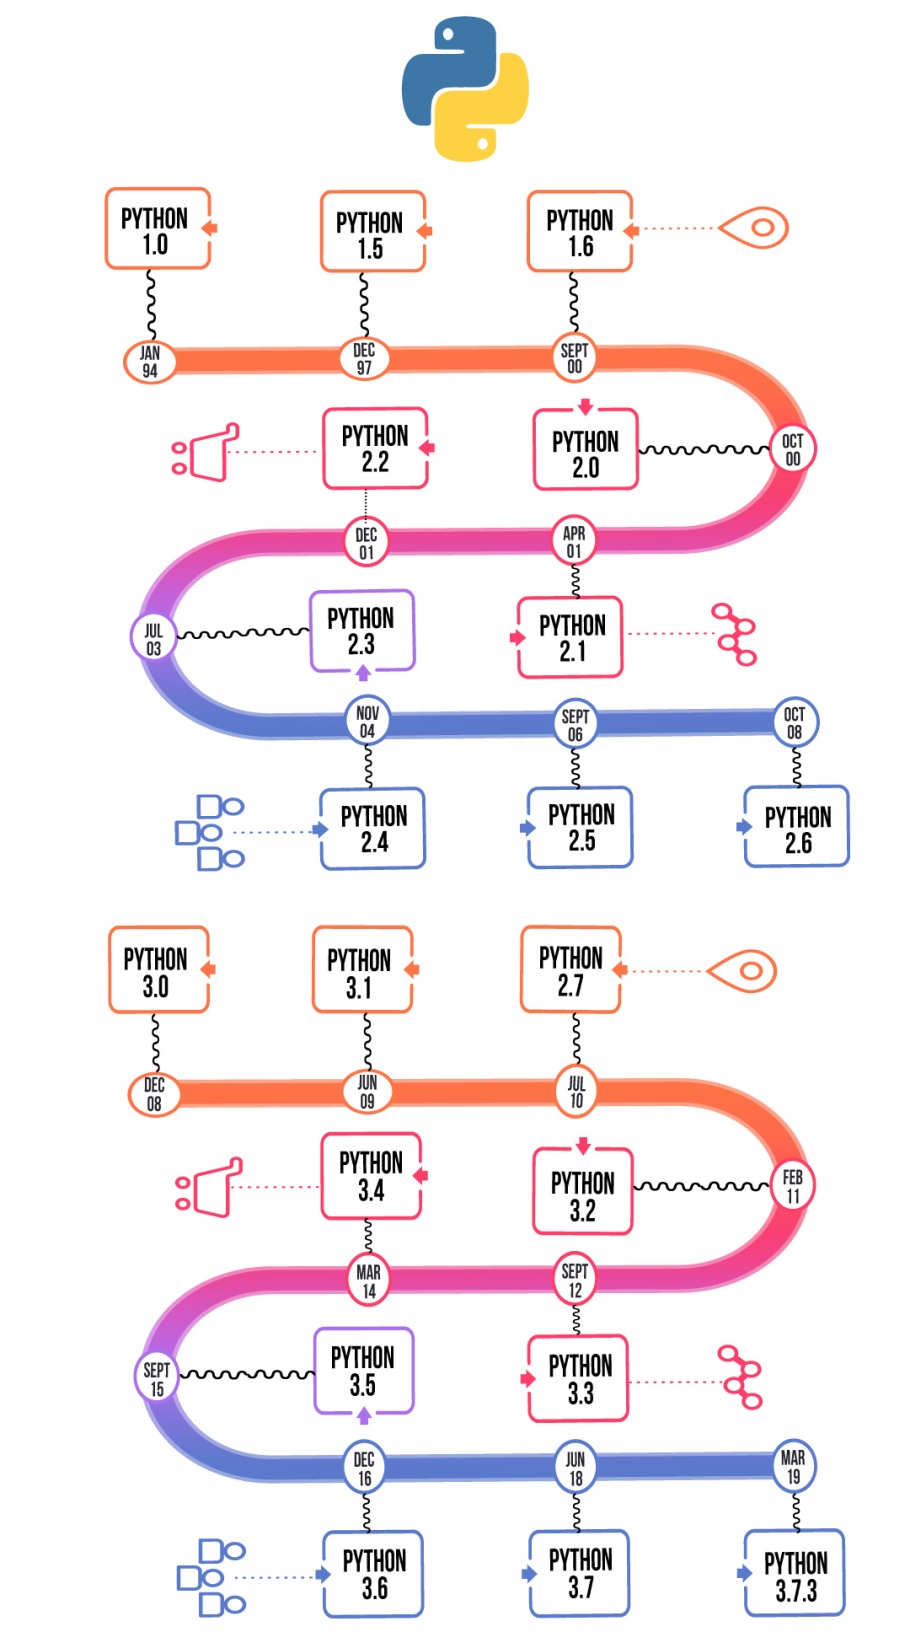 PYTHON
1.0
PYTHON
1.5
PYTHON
1.6
JAN
94
DEC
97
SEPT
00
OCT
00
PYTHON
2.0
PYTHON
2.2
APR
01
DEC
01
PYTHON
2.1
PYTHON
2.3
JUL
03
NOV
04
SEPT
06
OCT
08
PYTHON
2.4
PYTHON
2.5
PYTHON
2.6
PYTHON
3.0
PYTHON
3.1
PYTHON
2.7
DEC
08
JUN
09
JUL
10
FEB
11
PYTHON
3.2
PYTHON
3.4
SEPT
12
MAR
14
PYTHON
3.3
PYTHON
3.5
SEPT
15
DEC
16
JUN
18
MAR
19
PYTHON
3.6
PYTHON
3.7
PYTHON
3.7.3